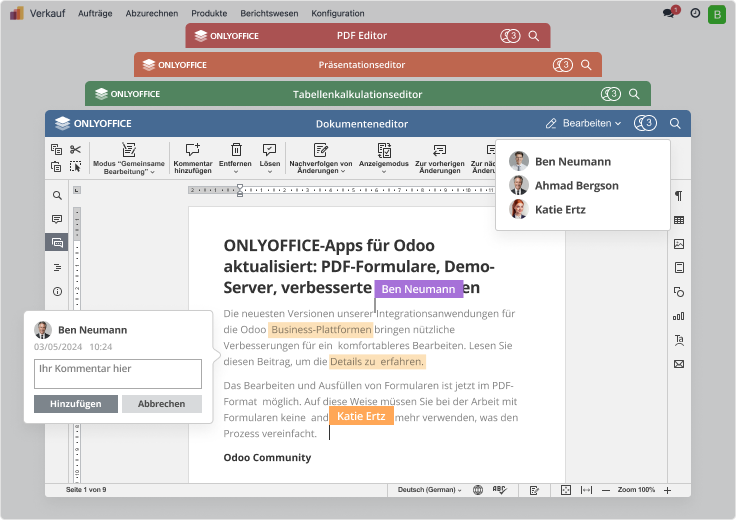 Verkauf Aufträge Abzurechnen Produkte Berichtswesen Konfiguration 1 B
ONLYOFFICE PDF Editor 3
ONLYOFFICE Präsentationseditor 3
ONLYOFFICE Tabellenkalkulationseditor 3
ONLYOFFICE Dokumenteneditor Bearbeiten 3
Modus "Gemeinsame Bearbeitung"
Kommentar hinzufügen
Entfernen
Lösen
Nachverfolgen von Änderungen
Anzeigemodus
Zur vorherigen Änderungen
Zur
Änderungen
Ben Neumann
Ahmad Bergson
Katie Ertz
ONLYOFFICE-Apps für Odoo
aktualisiert: PDF-Formulare, Demo-
Server, verbesserte
Ben Neumann
en
Die neuesten Versionen unserer Integrationsanwendungen für
die Odoo Business-Plattformen bringen nützliche
Verbesserungen für ein komfortableres Bearbeiten. Lesen Sie
diesen Beitrag, um die Details zu erfahren.
Das Bearbeiten und Ausfüllen von Formularen ist jetzt im PDF-
Format möglich. Auf diese Weise müssen Sie bei der Arbeit mit
Formularen keine and
Katie Ertz
mehr verwenden, was den
Prozess vereinfacht.
Odoo Community
Ben Neumann
03/05/2024 10:24
Ihr Kommentar hier
Hinzufügen Abbrechen
Seite 1 von 9 Deutsch (German) ABC Zoom 100%